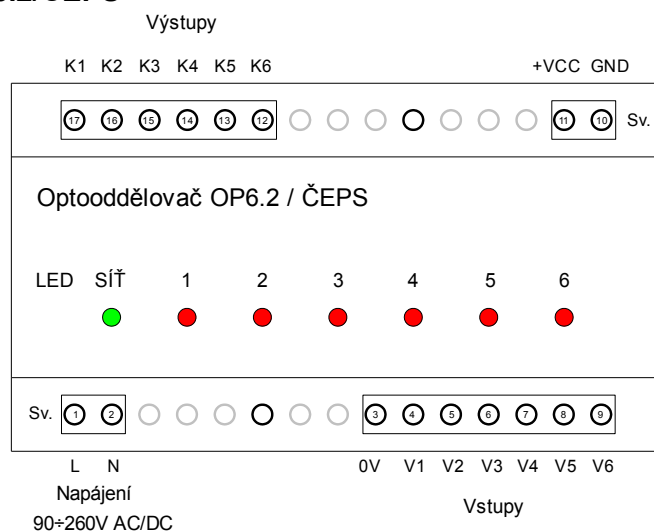 Výstupy
K1 K2 K3 K4 K5 K6 +VCC GND
17 16 15 14 13 12 11 10 Sv.
Optooddělovač OP6.2 / ČEPS
LED SÍŤ 1 2 3 4 5 6
Sv. 1 2 3 4 5 6 7 8 9
L N 0V V1 V2 V3 V4 V5 V6
Napájení
90÷260V AC/DC
Vstupy